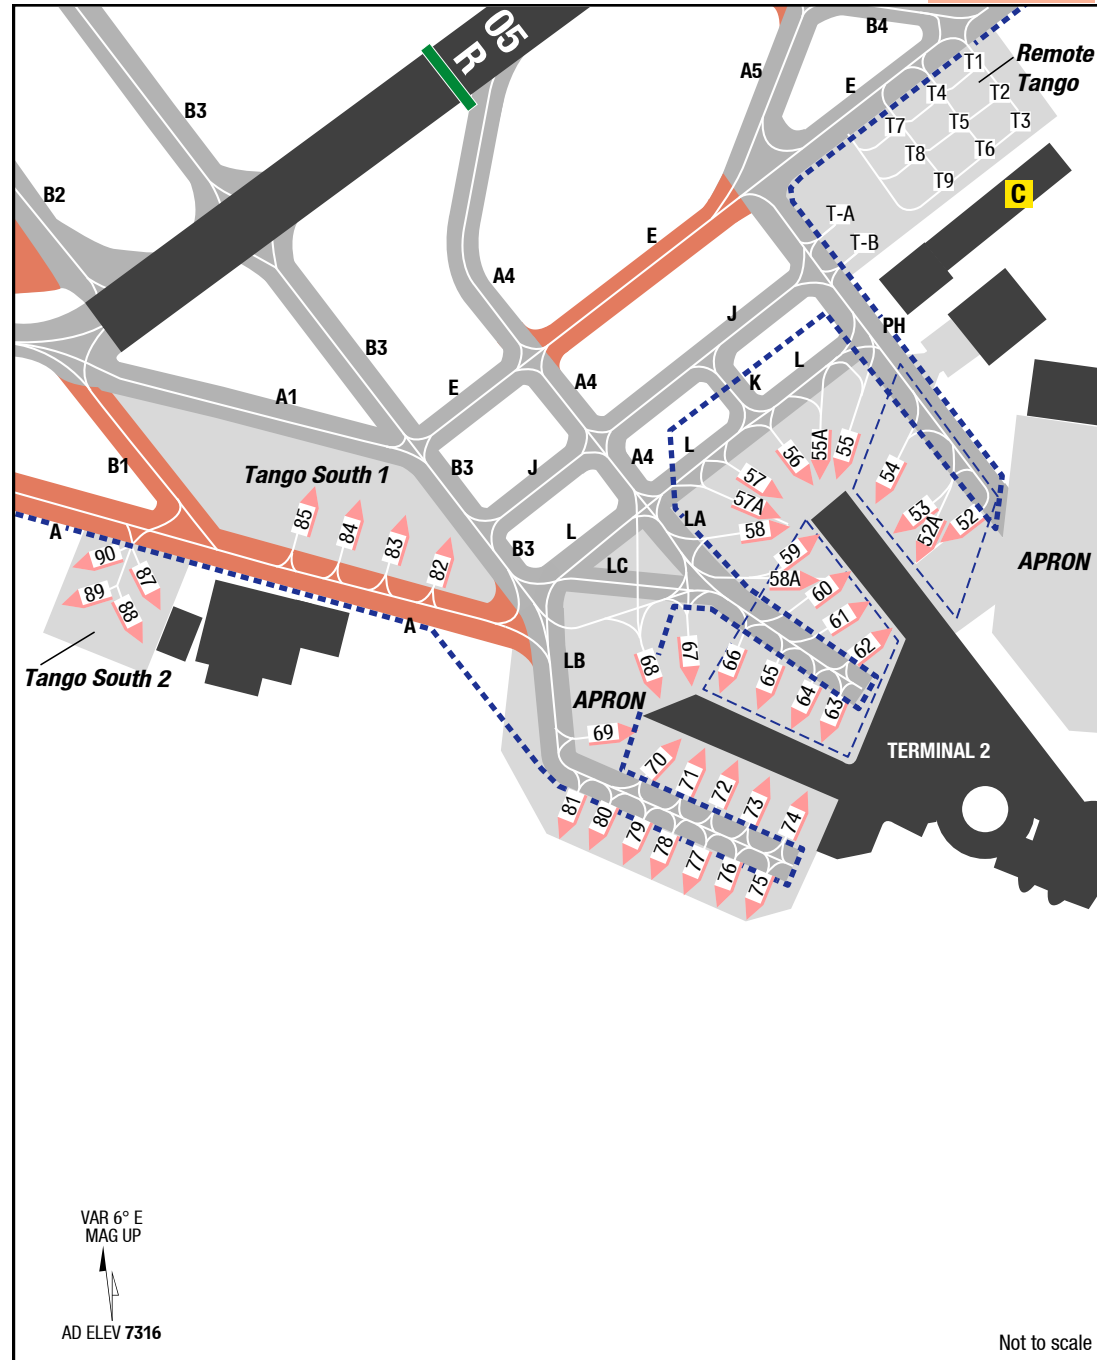 05
R
B4
A5
E
T1
Remote
Tango
T4
T2
T7
T5
T3
T8
T6
T9
C
B3
B2
T-A
T-B
E
A4
J
PH
B3
A4
K
L
E
A1
L
55A
55
56
54
B3
J
A4
57
57A
53
52A
52
B1
Tango South 1
85
84
83
82
LA
58
59
L
B3
LC
58A
60
APRON
A
90
87
89
88
61
62
A
Tango South 2
LB
68
67
66
65
64
63
APRON
69
TERMINAL 2
70
71
72
73
74
81
80
79
78
77
76
75
VAR 6° E
MAG UP
AD ELEV 7316
Not to scale